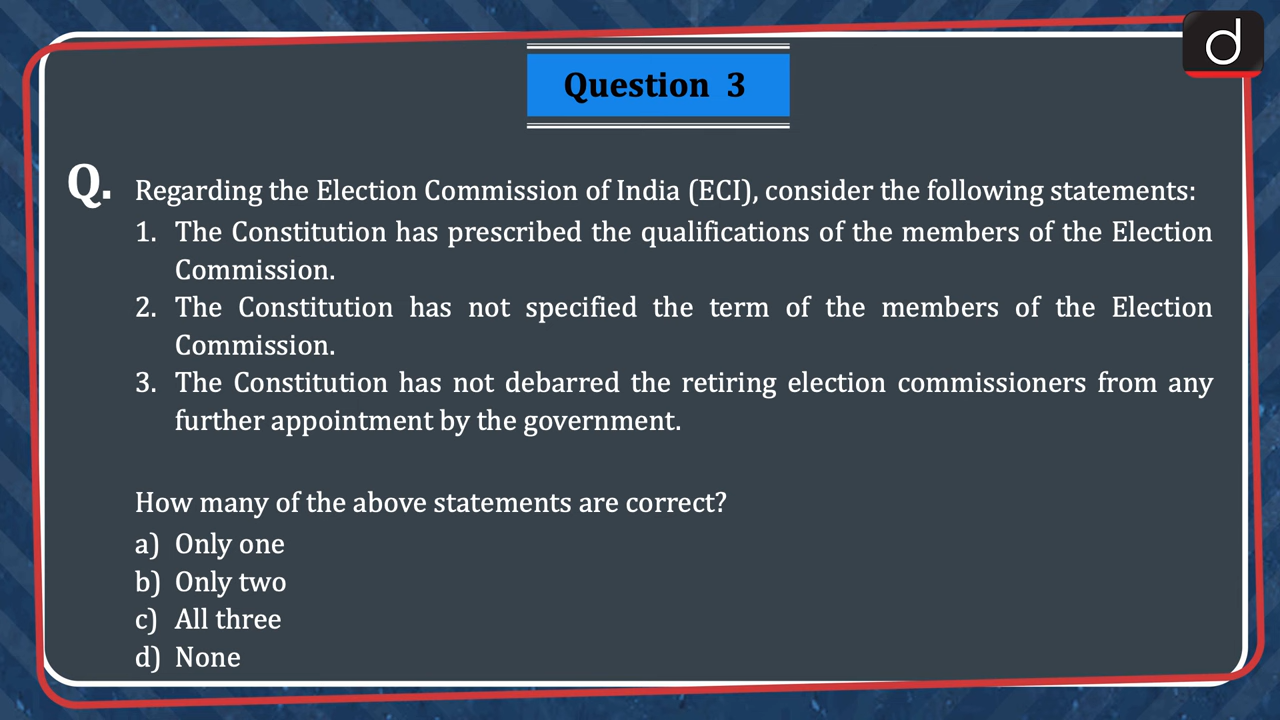 d
Question 3
Q. Regarding the Election Commission of India (ECI), consider the following statements:
1. The Constitution has prescribed the qualifications of the members of the Election
Commission.
2. The Constitution has not specified the term of the members of the Election
Commission.
3. The Constitution has not debarred the retiring election commissioners from any
further appointment by the government.
How many of the above statements are correct?
a) Only one
b) Only two
c) All three
d) None